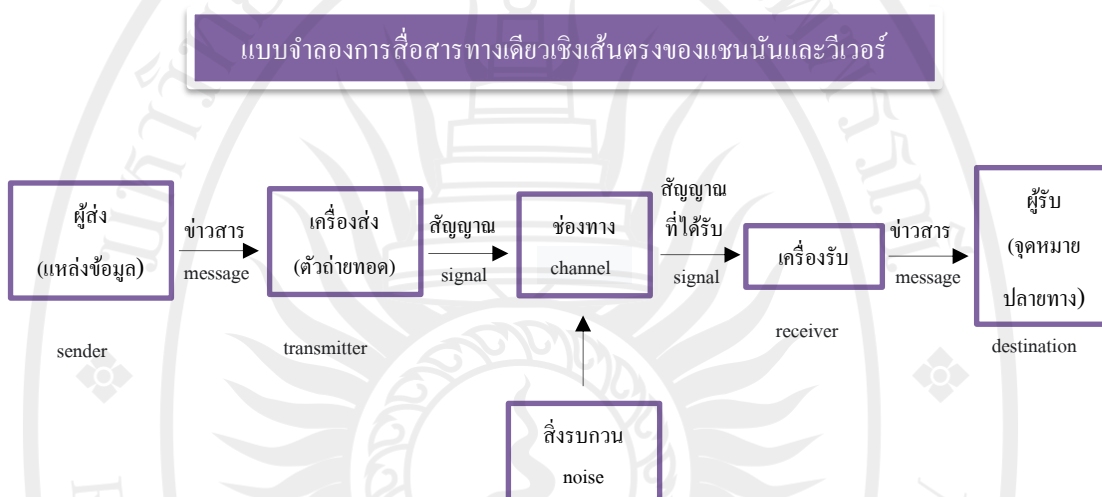 แบบจำลองการสื่อสารทางเดียวเชิงเส้นตรงของแชนนันและวีเวอร์
ผู้ส่ง
(แหล่งข้อมูล)
sender
ข่าวสาร
message
เครื่องส่ง
(ตัวถ่ายทอด)
transmitter
สัญญาณ
signal
ช่องทาง
channel
สัญญาณ
ที่ได้รับ
signal
เครื่องรับ
receiver
ข่าวสาร
message
ผู้รับ
(จุดหมาย
ปลายทาง)
destination
สิ่งรบกวน
noise